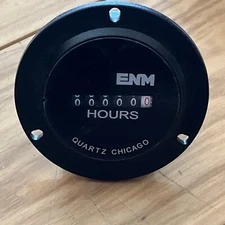 ENM
000000
HOURS
QUARTZ CHICAGO